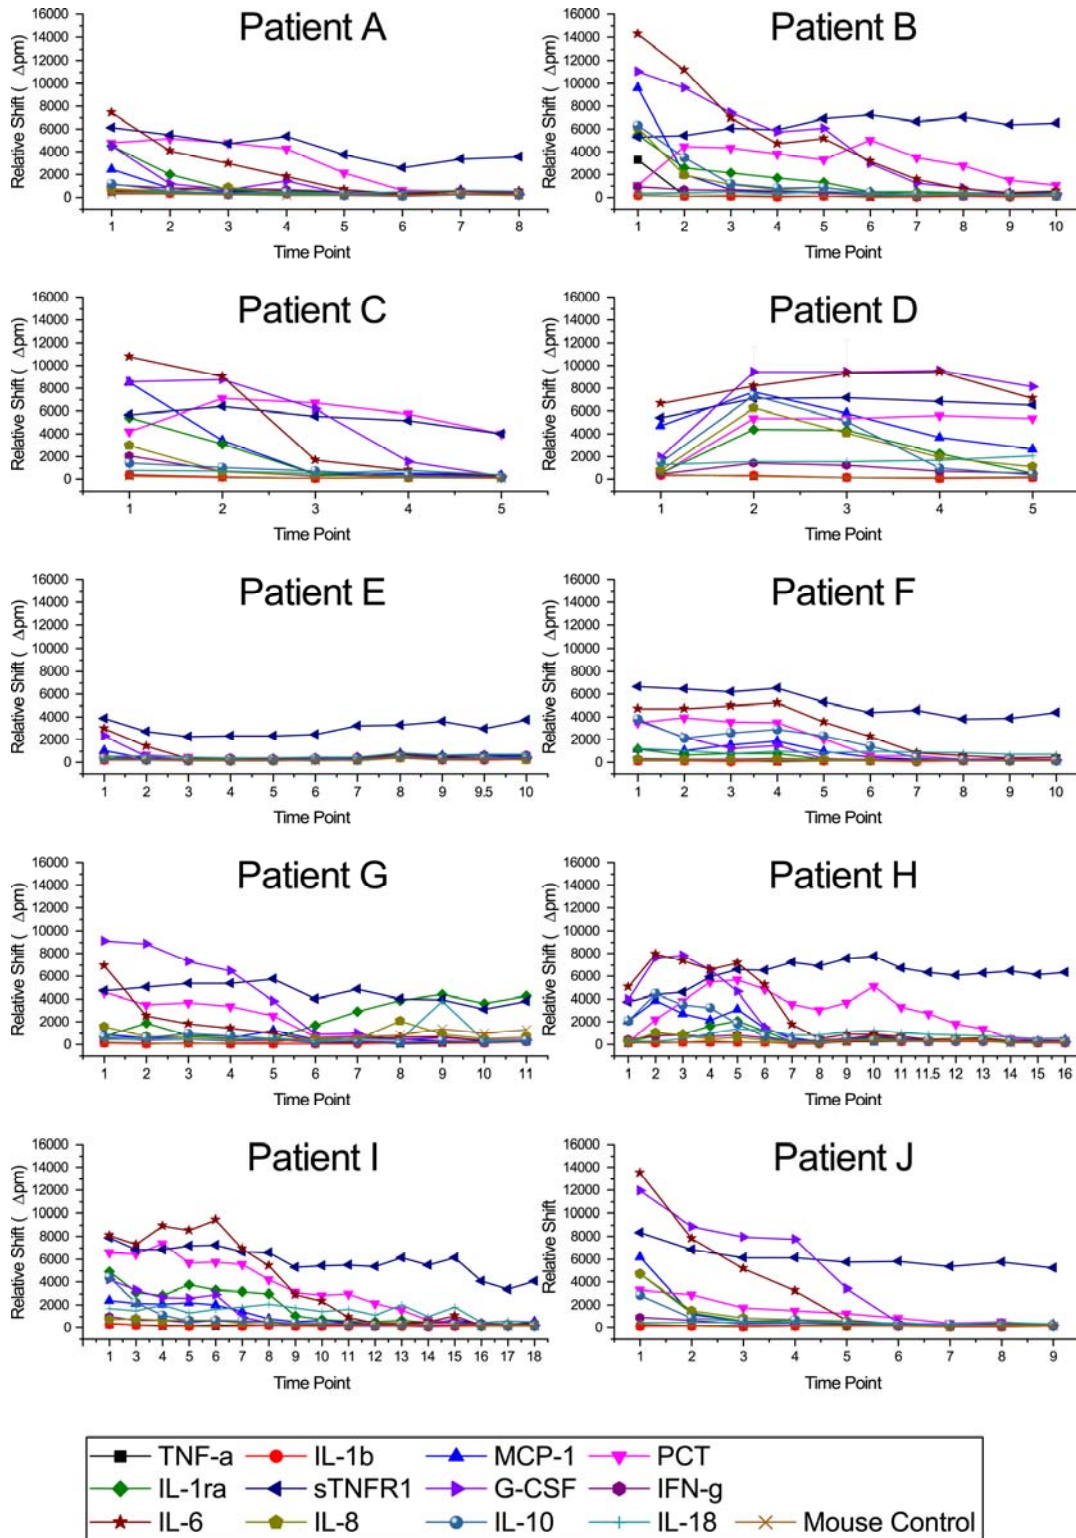 Patient A
Relative Shift ( Δpm)
16000
14000
12000
10000
8000
6000
4000
2000
0
1 2 3 4 5 6 7 8
Time Point
Patient B
Relative Shift ( Δpm)
16000
14000
12000
10000
8000
6000
4000
2000
0
1 2 3 4 5 6 7 8 9 10
Time Point
Patient C
Relative Shift ( Δpm)
16000
14000
12000
10000
8000
6000
4000
2000
0
1 2 3 4 5
Time Point
Patient D
Relative Shift ( Δpm)
16000
14000
12000
10000
8000
6000
4000
2000
0
1 2 3 4 5
Time Point
Patient E
Relative Shift ( Δpm)
16000
14000
12000
10000
8000
6000
4000
2000
0
1 2 3 4 5 6 7 8 9 9.5 10
Time Point
Patient F
Relative Shift ( Δpm)
16000
14000
12000
10000
8000
6000
4000
2000
0
1 2 3 4 5 6 7 8 9 10
Time Point
Patient G
Relative Shift ( Δpm)
16000
14000
12000
10000
8000
6000
4000
2000
0
1 2 3 4 5 6 7 8 9 10 11
Time Point
Patient H
Relative Shift ( Δpm)
16000
14000
12000
10000
8000
6000
4000
2000
0
1 2 3 4 5 6 7 8 9 10 11 11.5 12 13 14 15 16
Time Point
Patient I
Relative Shift ( Δpm)
16000
14000
12000
10000
8000
6000
4000
2000
0
1 3 4 5 6 7 8 9 10 11 12 13 14 15 16 17 18
Time Point
Patient J
Relative Shift
16000
14000
12000
10000
8000
6000
4000
2000
0
1 2 3 4 5 6 7 8 9
Time Point
TNF-a IL-1b MCP-1 PCT
IL-1ra sTNFR1 G-CSF IFN-g
IL-6 IL-8 IL-10 IL-18 Mouse Control